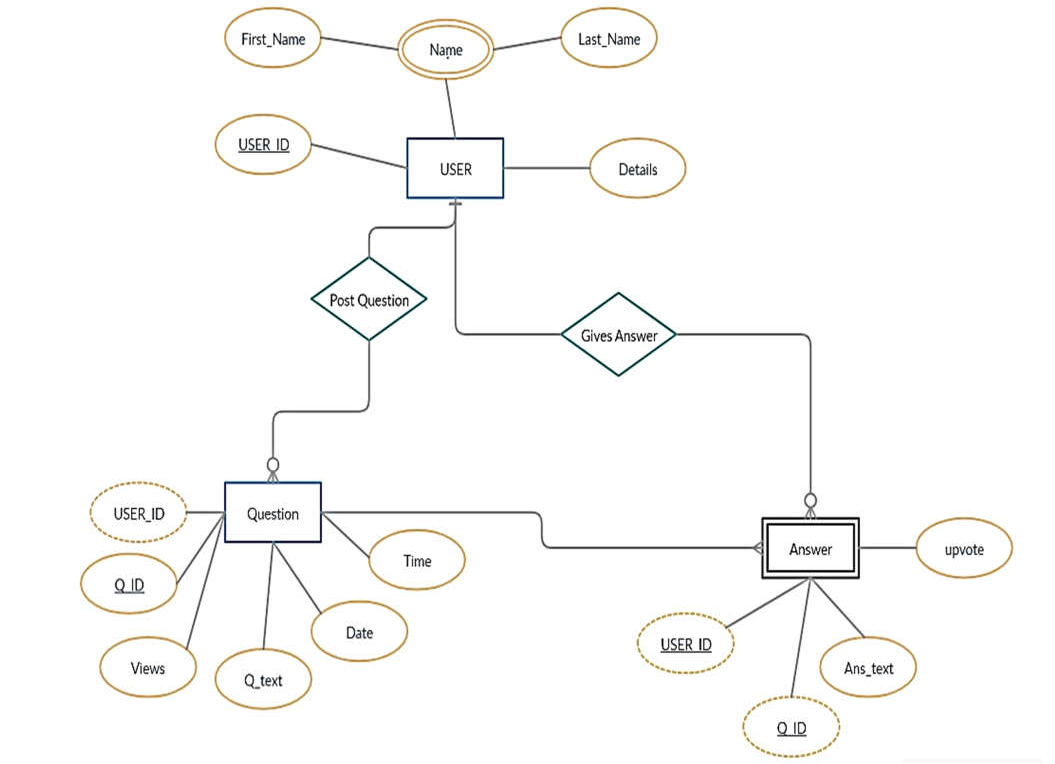 First_Name
Name
Last_Name
USER_ID
USER
Details
Post Question
Gives Answer
USER_ID
Question
Time
Q_ID
Date
Views
Q_text
Answer
upvote
USER_ID
Ans_text
Q_ID